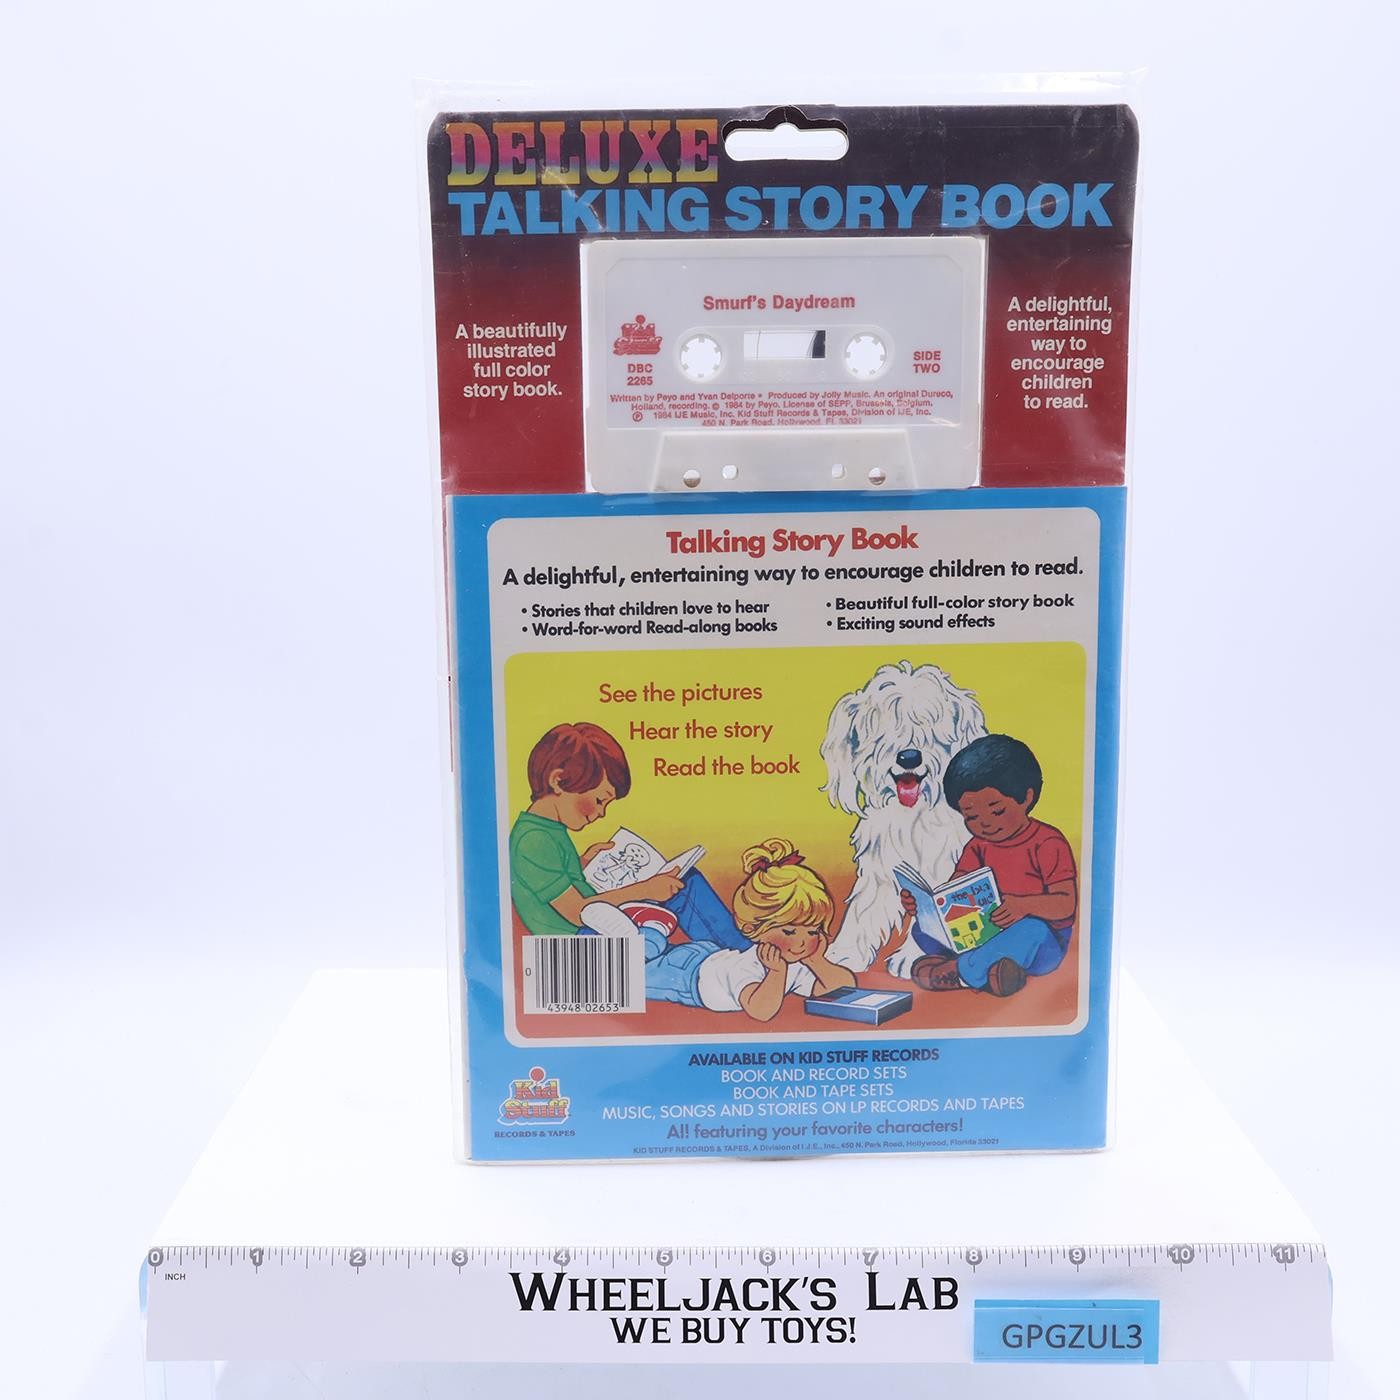 DELUXE
TALKING STORY BOOK
A beautifully
illustrated
full color
story book.
Smurf's Daydream
Kid
Stuff
DBC
2265
SIDE
TWO
Written by Peyo and Yvan Delporte • Produced by Jolly Music. An original Dureco,
Holland, recording. © 1984 by Peyo. License of SEPP, Brussels, Belgium.
℗ 1984 IJE Music, Inc. Kid Stuff Records & Tapes, Division of IJE, Inc.
450 N. Park Road, Hollywood, FL 33021
A delightful,
entertaining
way to
encourage
children
to read.
Talking Story Book
A delightful, entertaining way to encourage children to read.
• Stories that children love to hear
• Word-for-word Read-along books
• Beautiful full-color story book
• Exciting sound effects
See the pictures
Hear the story
Read the book
0
43948 02653
AVAILABLE ON KID STUFF RECORDS
BOOK AND RECORD SETS
BOOK AND TAPE SETS
MUSIC, SONGS AND STORIES ON LP RECORDS AND TAPES
All featuring your favorite characters!
KID STUFF RECORDS & TAPES, A Division of I.J.E., Inc., 450 N. Park Road, Hollywood, Florida 33021
Kid
Stuff
RECORDS & TAPES
0 1 2 3 4 5 6 7 8 9 10 11
INCH
WHEELJACK'S LAB
WE BUY TOYS!
GPGZUL3